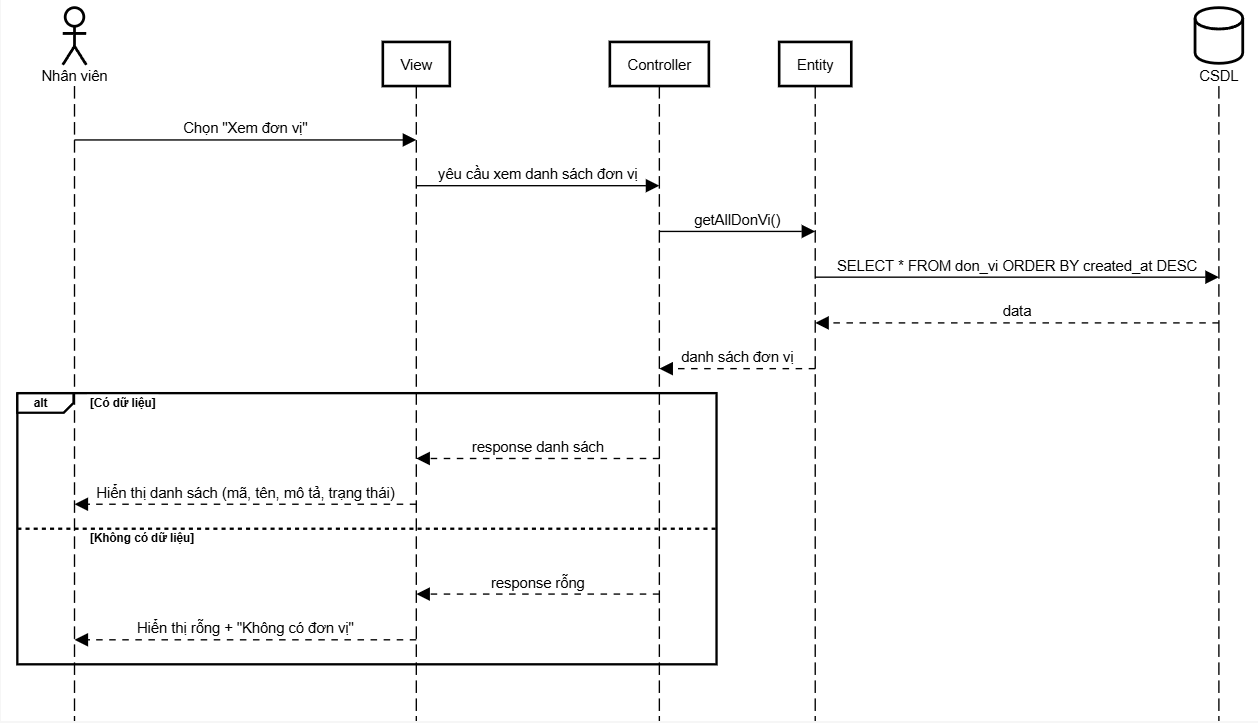 Nhân viên
View
Controller
Entity
CSDL
Chọn "Xem đơn vị"
yêu cầu xem danh sách đơn vị
getAllDonVi()
SELECT * FROM don_vi ORDER BY created_at DESC
data
danh sách đơn vị
alt
[Có dữ liệu]
response danh sách
Hiển thị danh sách (mã, tên, mô tả, trạng thái)
[Không có dữ liệu]
response rỗng
Hiển thị rỗng + "Không có đơn vị"